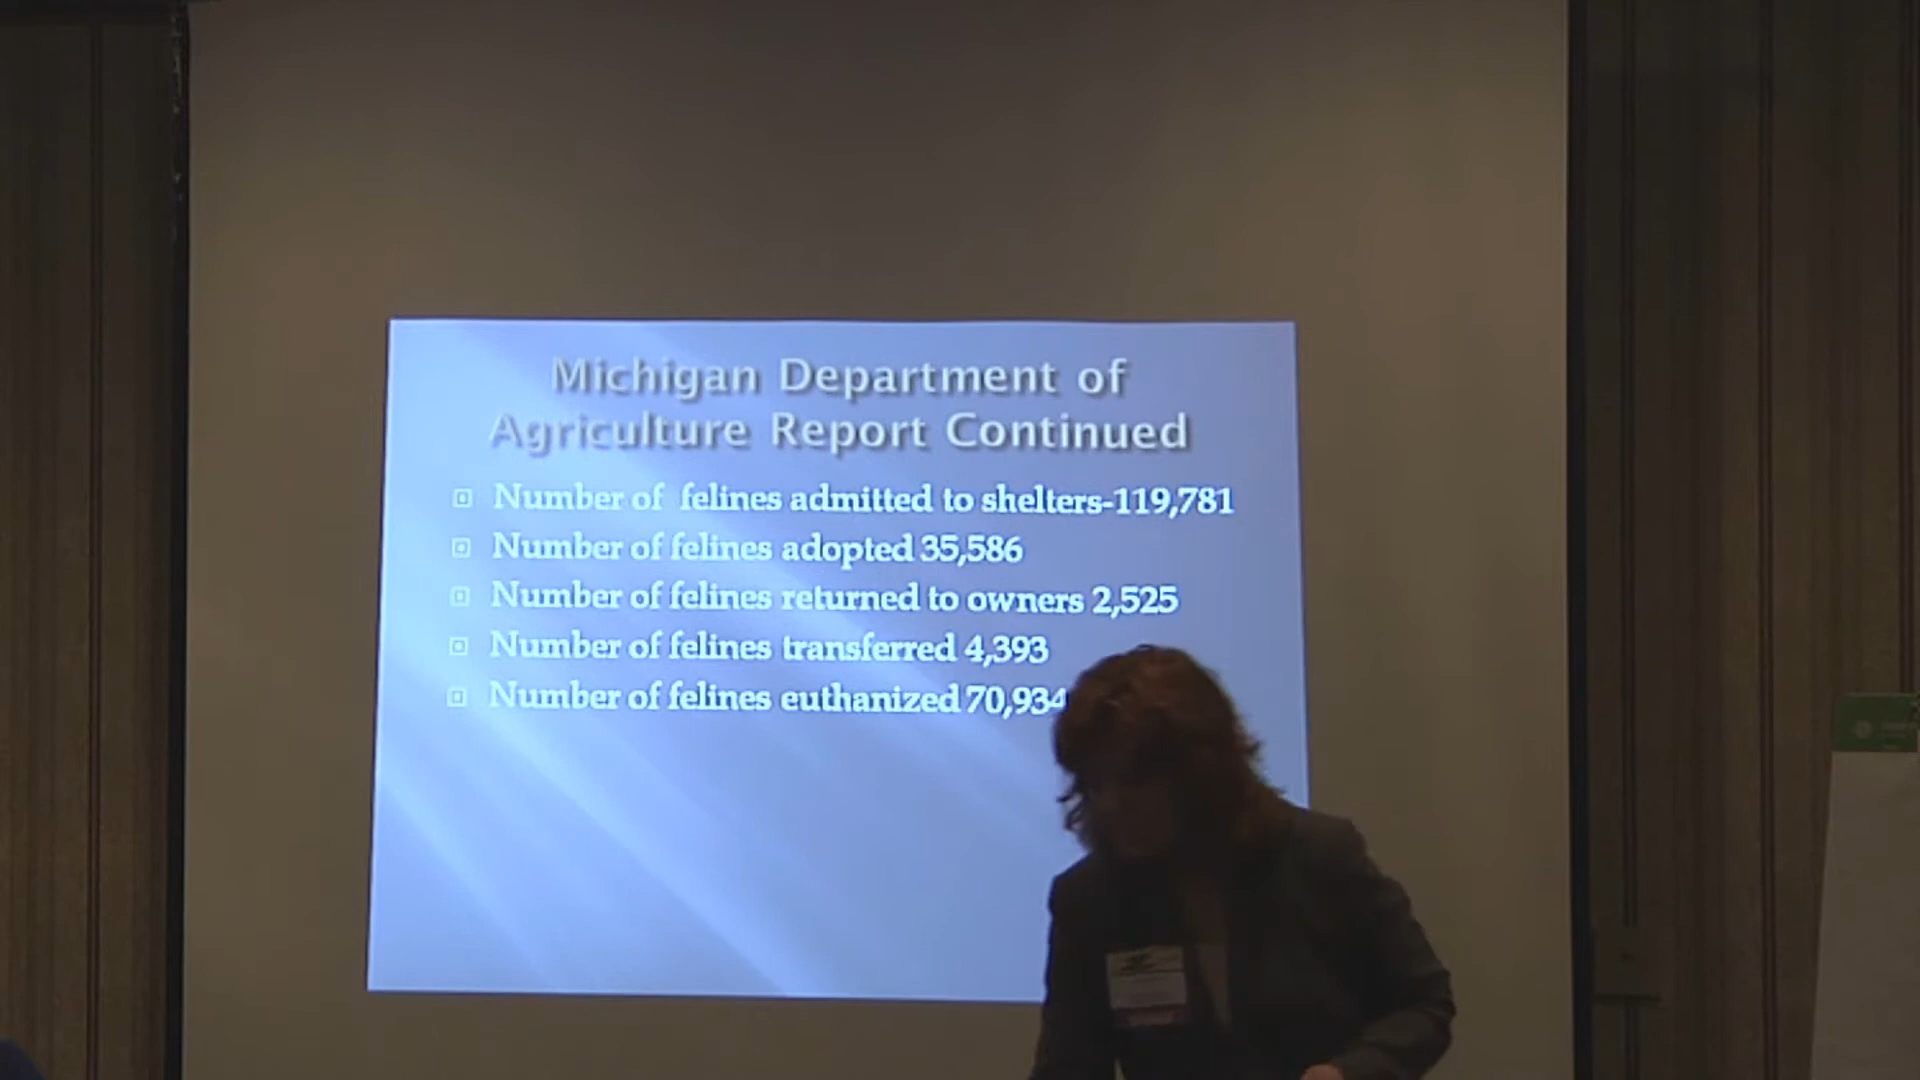 Michigan Department of
Agriculture Report Continued
Number of felines admitted to shelters-119,781
Number of felines adopted 35,586
Number of felines returned to owners 2,525
Number of felines transferred 4,393
Number of felines euthanized 70,934